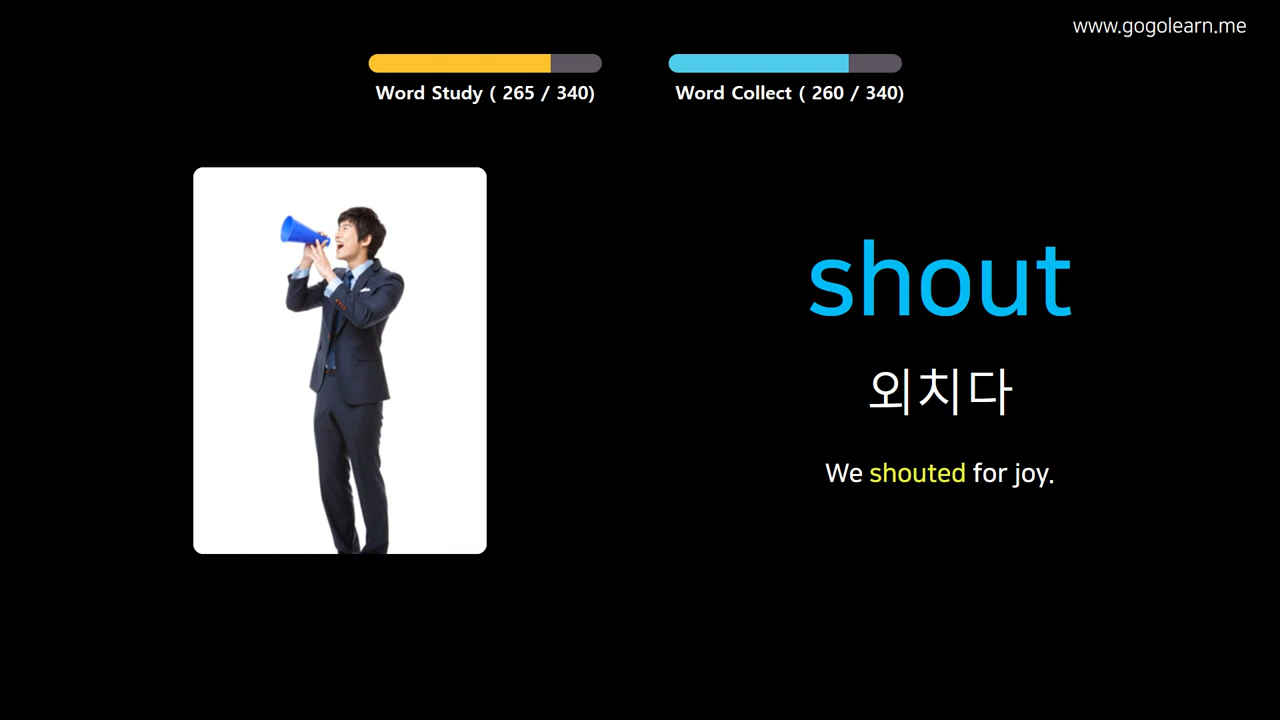 www.gogolearn.me
Word Study ( 265 / 340)
Word Collect ( 260 / 340)
shout
외치다
We shouted for joy.